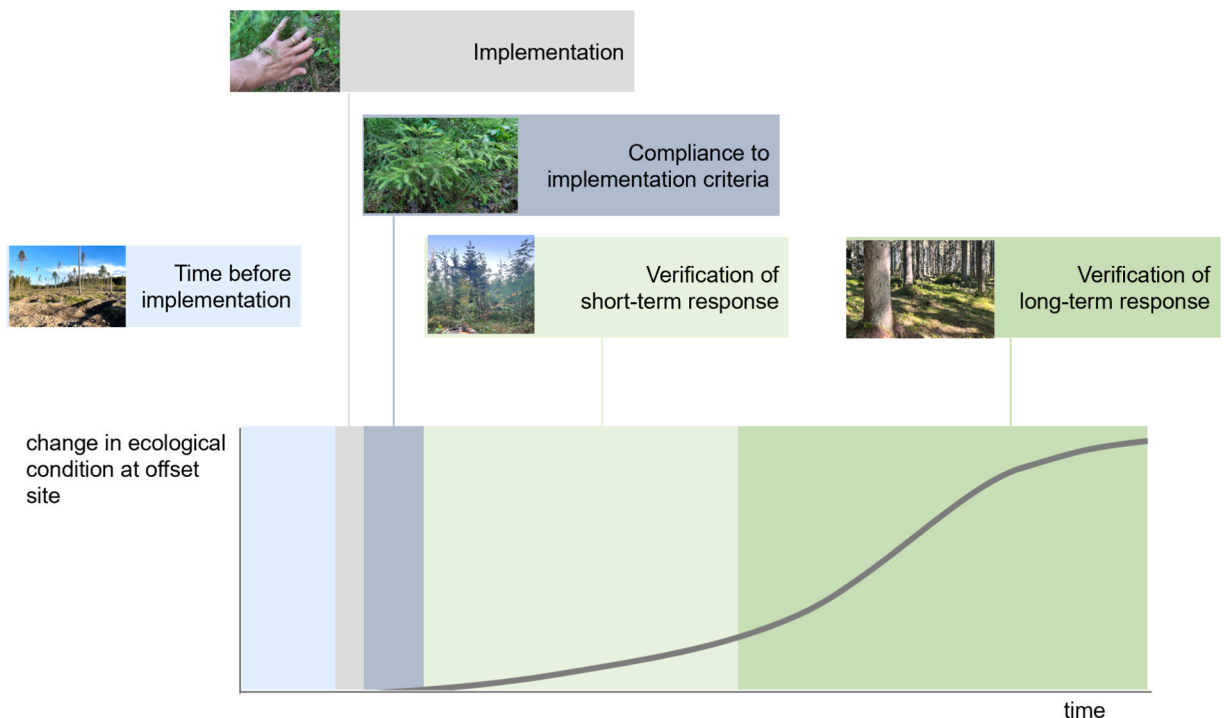 Implementation
Compliance to
implementation criteria
Time before
implementation
Verification of
short-term response
Verification of
long-term response
change in ecological
condition at offset
site
time